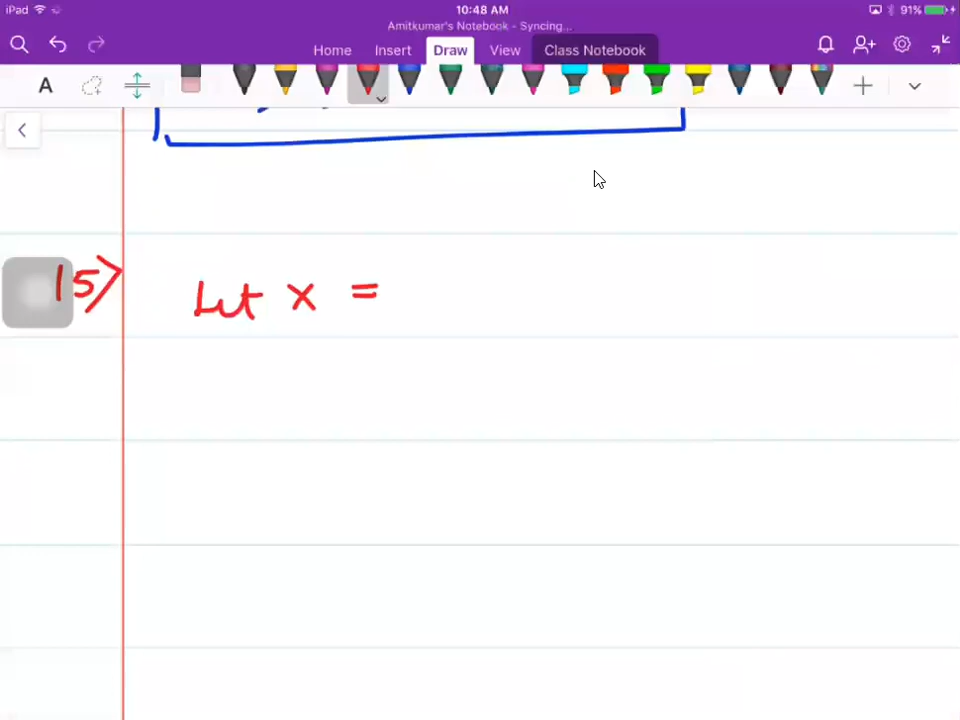 iPad 10:48 AM 91%
Amitkumar's Notebook - Syncing...
Home Insert Draw View Class Notebook
A
15> Let x =